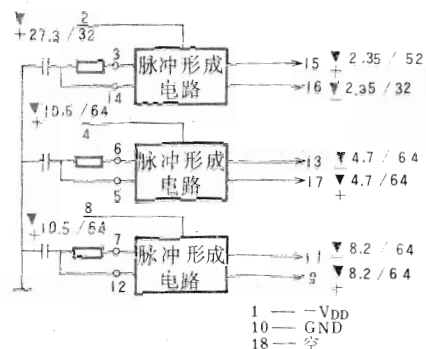 2
+27.3/32
3
脉冲形成
电路
14
15 2.35/52
16 2.35/32
10.5/64
4
6
脉冲形成
电路
5
13 4.7/64
17 4.7/64
8
10.5/64
7
脉冲形成
电路
12
11 8.2/64
9 8.2/64
1 — -VDD
10 — GND
18 — 空